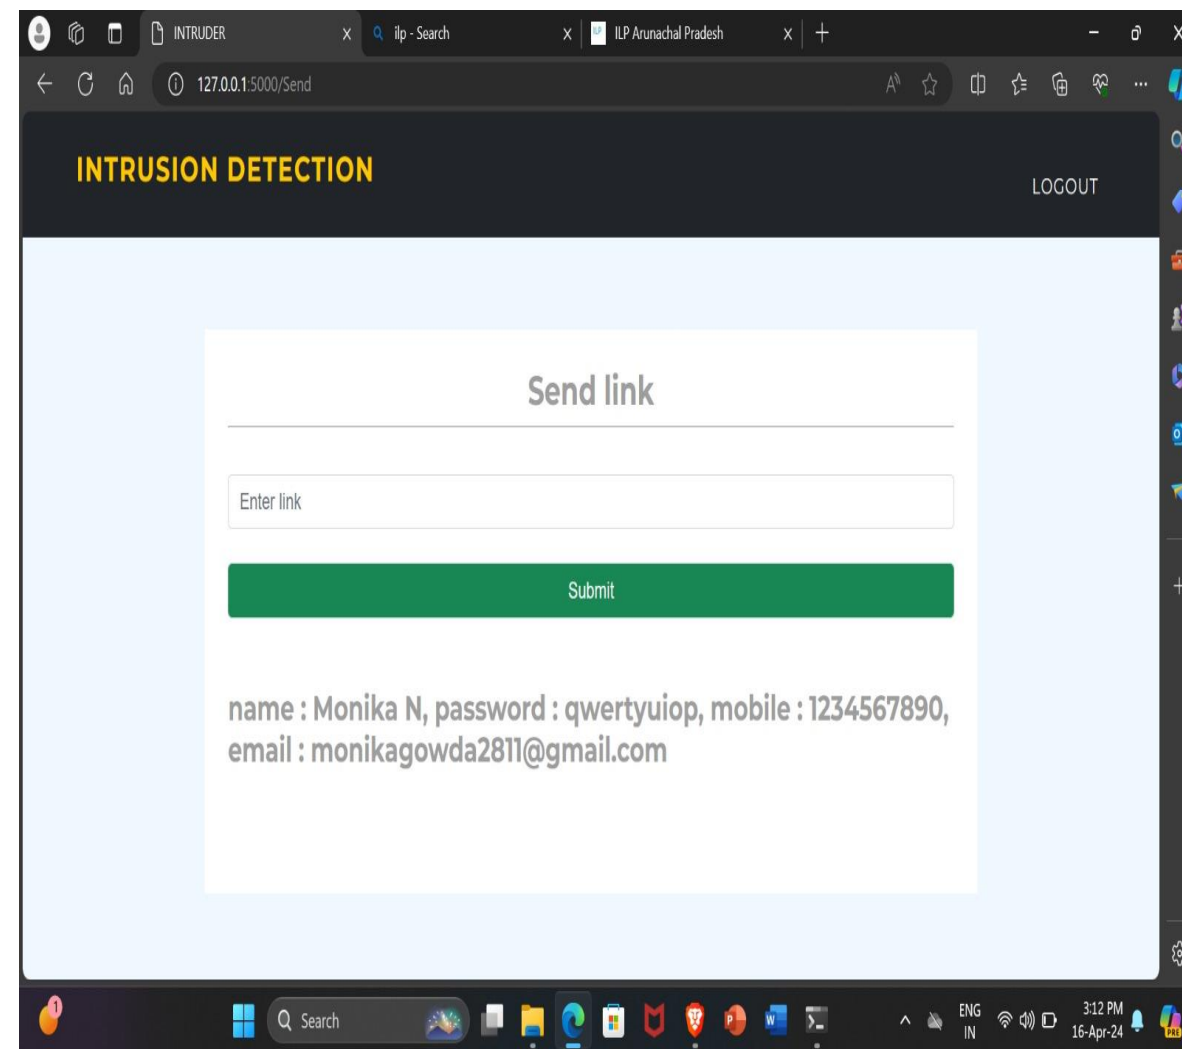 INTRUDER
ilp - Search
ILP Arunachal Pradesh
127.0.0.1:5000/Send
INTRUSION DETECTION
LOGOUT
Send link
Enter link
Submit
name : Monika N, password : qwertyuiop, mobile : 1234567890,
email : monikagowda2811@gmail.com
1
Search
ENG
IN
3:12 PM
16-Apr-24
PRE